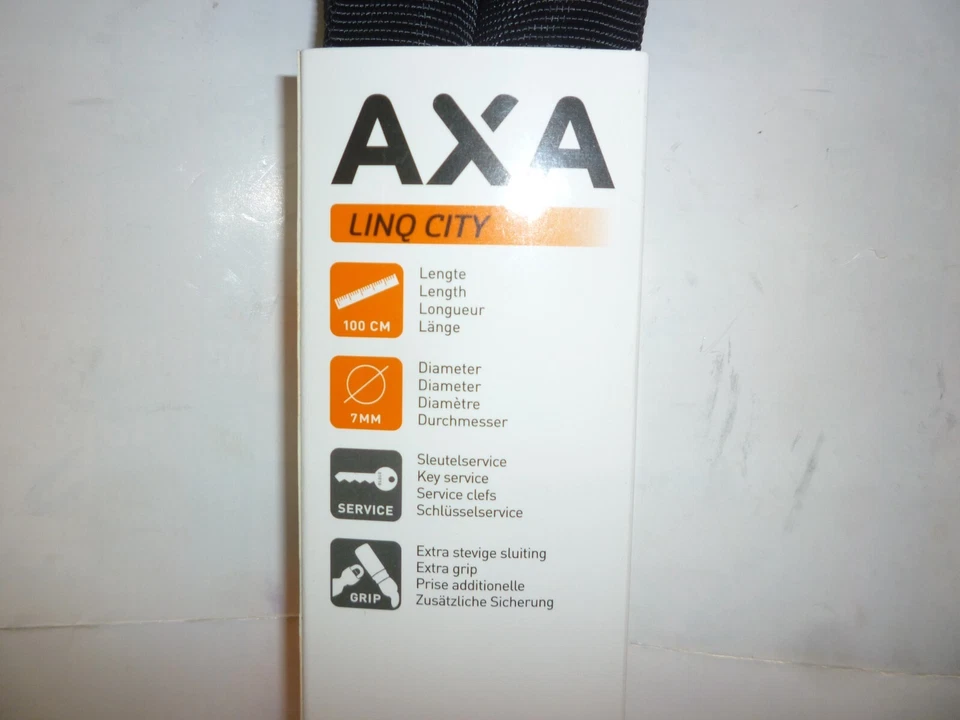 AXA
LINQ CITY
100 CM
Lengte
Length
Longueur
Länge
7MM
Diameter
Diameter
Diamètre
Durchmesser
SERVICE
Sleutelservice
Key service
Service clefs
Schlüsselservice
GRIP
Extra stevige sluiting
Extra grip
Prise additionelle
Zusätzliche Sicherung